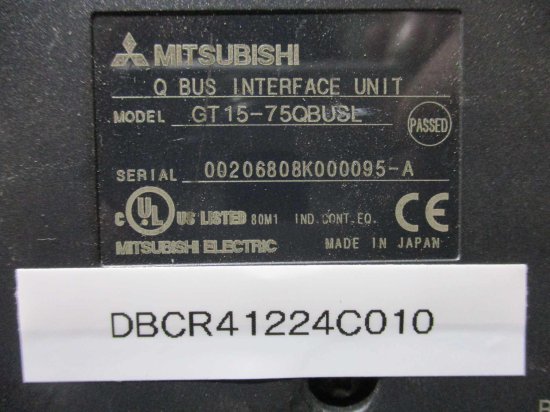 MITSUBISHI
Q BUS INTERFACE UNIT
MODEL GT15-75QBUSL
PASSED
SERIAL 00206808K000095-A
C UL US LISTED 80M1 IND.CONT.EQ. CE
MITSUBISHI ELECTRIC MADE IN JAPAN
DBCR41224C010